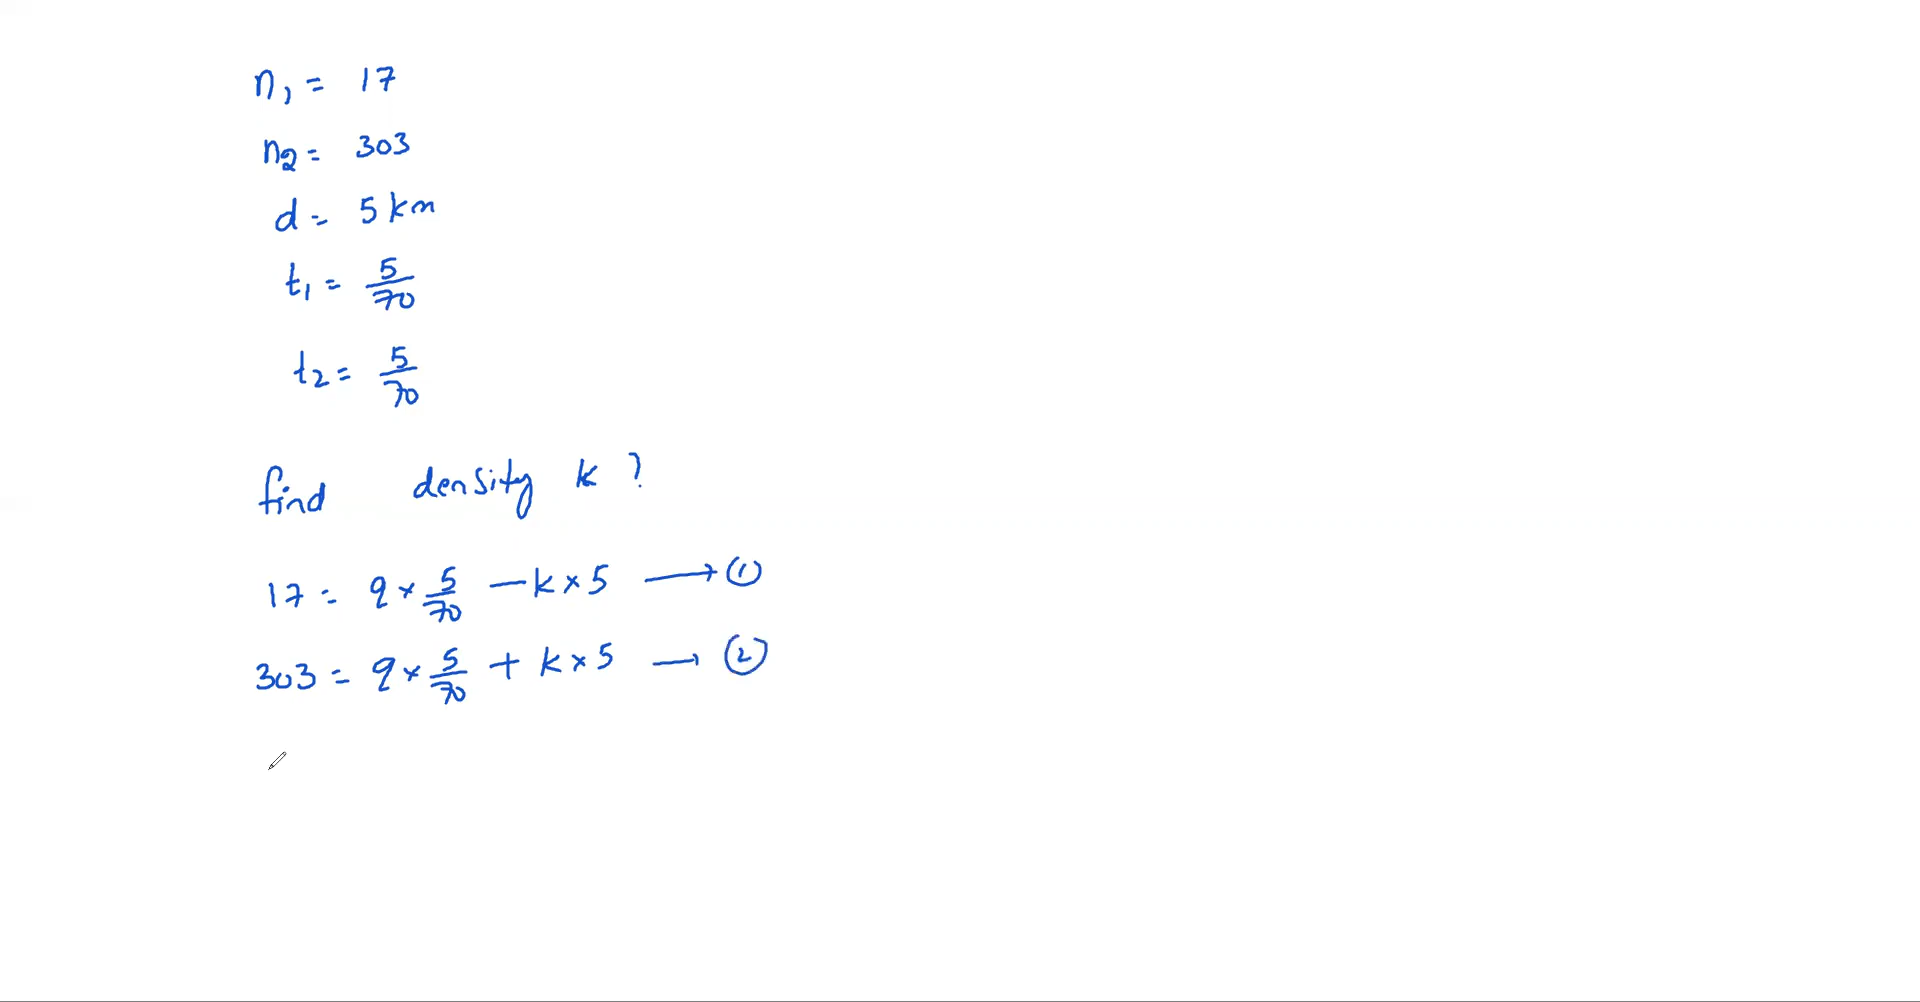 n₁ = 17
n₂ = 303
d = 5 km
t₁ = 5/70
t₂ = 5/70
find density k ?
17 = q × 5/70 — k × 5 → ①
303 = q × 5/70 + k × 5 → ②